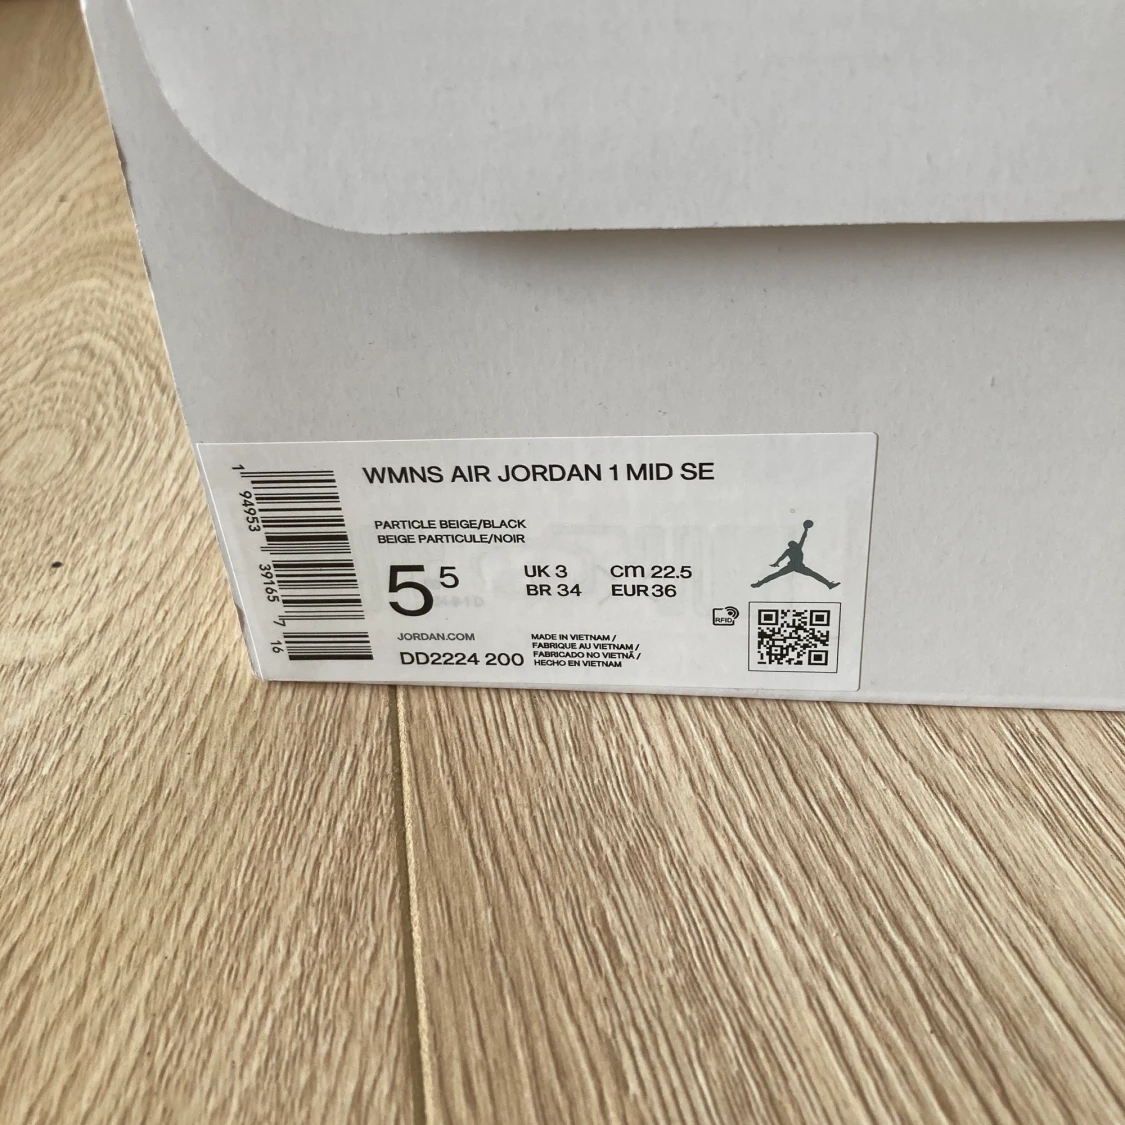 WMNS AIR JORDAN 1 MID SE
PARTICLE BEIGE/BLACK
BEIGE PARTICULE/NOIR
5 5
UK 3 cm 22.5
BR 34 EUR 36
JORDAN.COM
DD2224 200
MADE IN VIETNAM /
FABRIQUE AU VIETNAM /
FABRICADO NO VIETNÃ /
HECHO EN VIETNAM
RFID
1 94953 39165 7 16